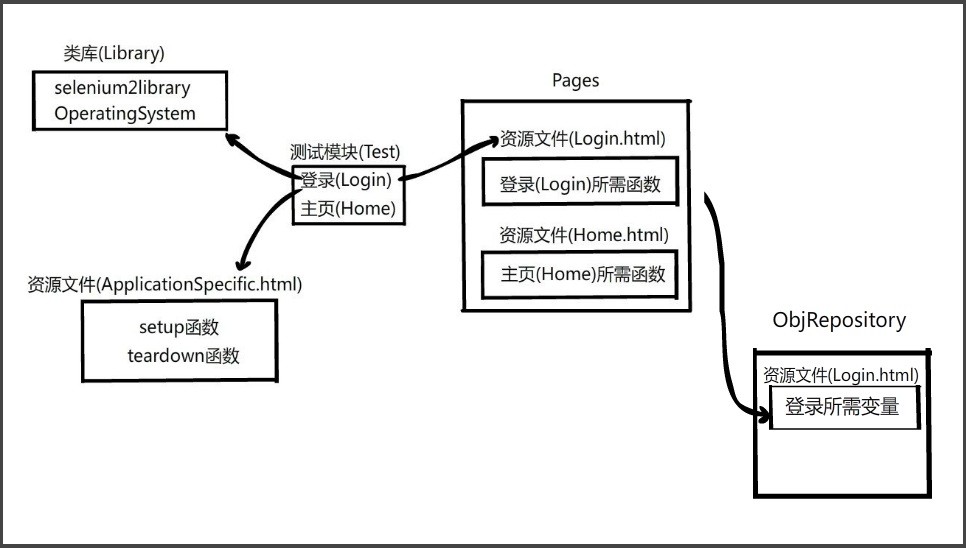 类库(Library)
selenium2library
OperatingSystem
测试模块(Test)
登录(Login)
主页(Home)
资源文件(ApplicationSpecific.html)
setup函数
teardown函数
Pages
资源文件(Login.html)
登录(Login)所需函数
资源文件(Home.html)
主页(Home)所需函数
ObjRepository
资源文件(Login.html)
登录所需变量